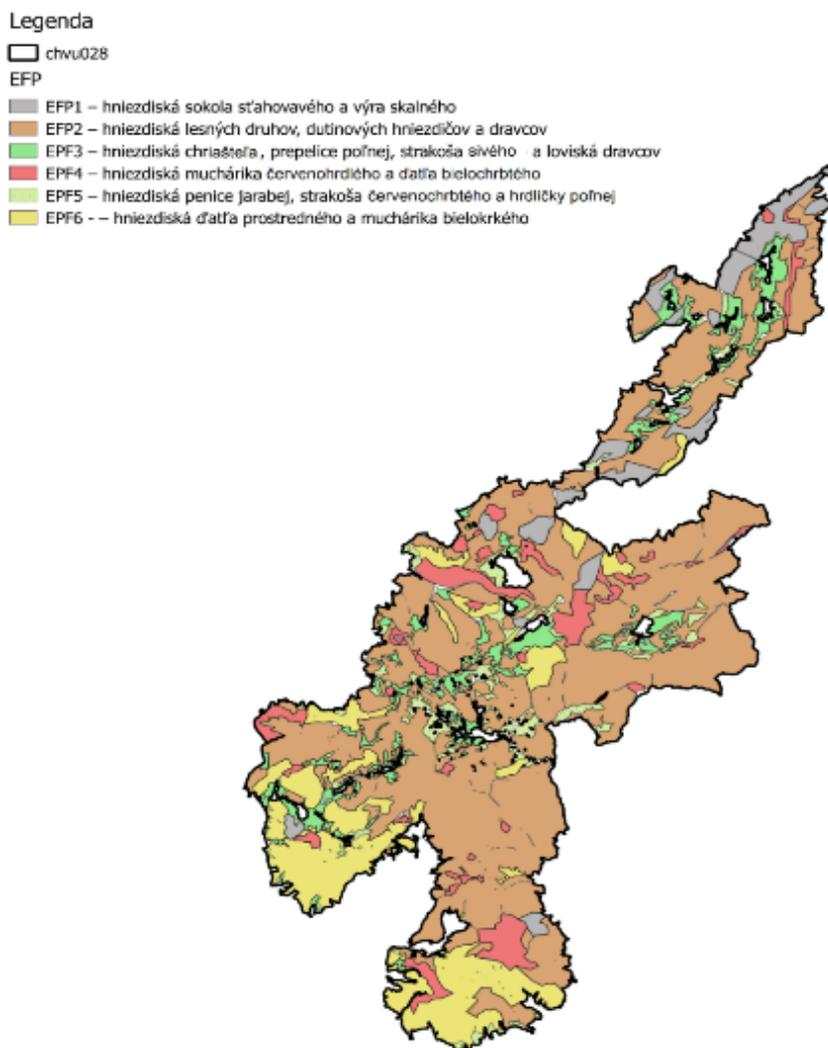 Legenda
chvu028
EFP
EFP1 – hniezdiská sokola sťahovavého a výra skalného
EFP2 – hniezdiská lesných druhov, dutinových hniezdičov a dravcov
EPF3 – hniezdiská chriašteľa, prepelice poľnej, strakoša sivého a loviská dravcov
EPF4 – hniezdiská muchárika červenohrdlého a ďatľa bielochrbtého
EPF5 – hniezdiská penice jarabej, strakoša červenochrbtého a hrdličky poľnej
EPF6 - – hniezdiská ďatľa prostredného a muchárika bielokrkého